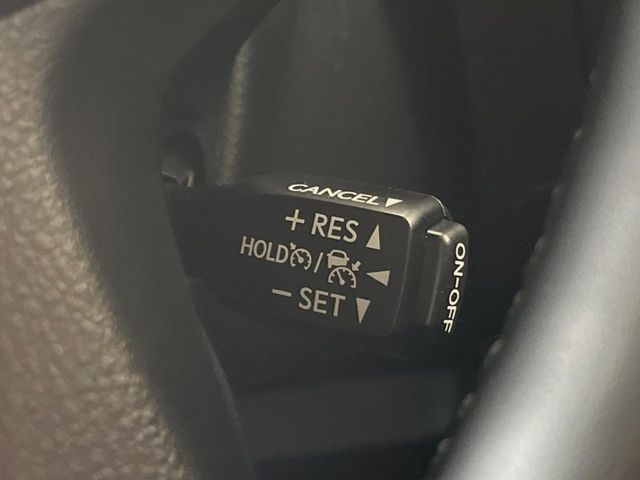 CANCEL▼
+ RES ▲
HOLD / ◄
− SET ▼
ON-OFF